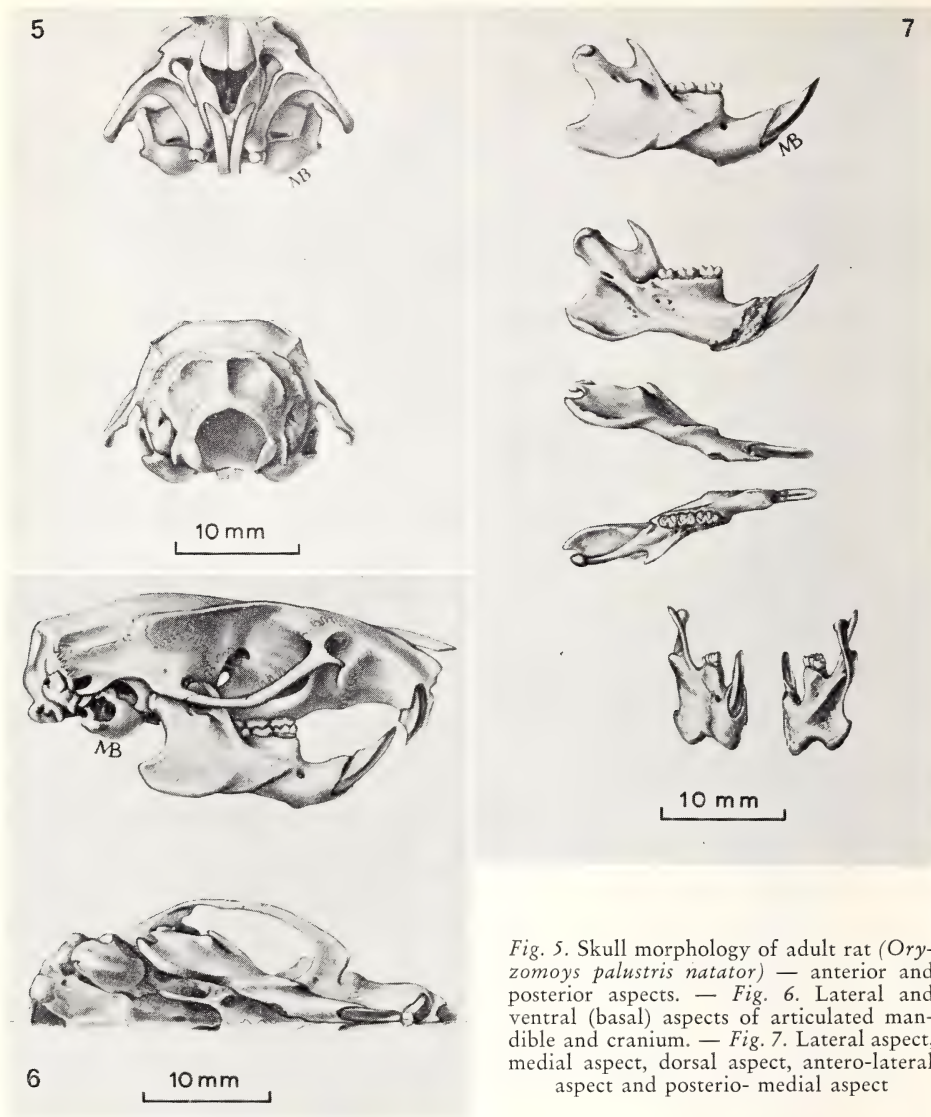 5
MB
10 mm
MB
6
10 mm
7
MB
10 mm
Fig. 5. Skull morphology of adult rat (Ory-
zomoys palustris natator) — anterior and
posterior aspects. — Fig. 6. Lateral and
ventral (basal) aspects of articulated man-
dible and cranium. — Fig. 7. Lateral aspect,
medial aspect, dorsal aspect, antero-lateral
aspect and posterio- medial aspect